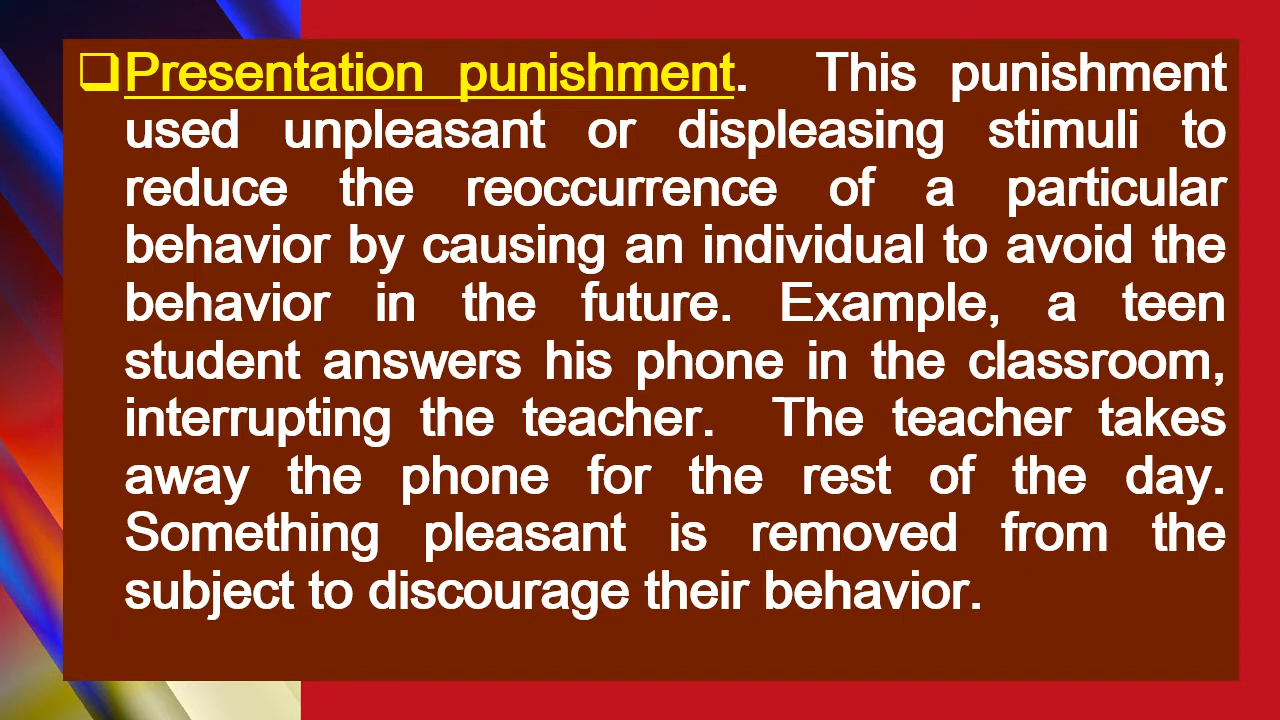 ❑Presentation punishment. This punishment
used unpleasant or displeasing stimuli to
reduce the reoccurrence of a particular
behavior by causing an individual to avoid the
behavior in the future. Example, a teen
student answers his phone in the classroom,
interrupting the teacher. The teacher takes
away the phone for the rest of the day.
Something pleasant is removed from the
subject to discourage their behavior.